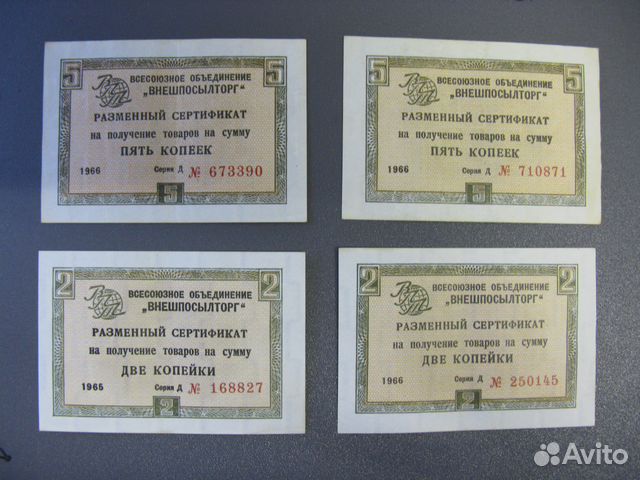 5 5
ВСЕСОЮЗНОЕ ОБЪЕДИНЕНИЕ
„ВНЕШПОСЫЛТОРГ“
РАЗМЕННЫЙ СЕРТИФИКАТ
на получение товаров на сумму
ПЯТЬ КОПЕЕК
1966 Серия Д № 673390
5
5 5
ВСЕСОЮЗНОЕ ОБЪЕДИНЕНИЕ
„ВНЕШПОСЫЛТОРГ“
РАЗМЕННЫЙ СЕРТИФИКАТ
на получение товаров на сумму
ПЯТЬ КОПЕЕК
1966 Серия Д № 710871
5
2 2
ВСЕСОЮЗНОЕ ОБЪЕДИНЕНИЕ
„ВНЕШПОСЫЛТОРГ“
РАЗМЕННЫЙ СЕРТИФИКАТ
на получение товаров на сумму
ДВЕ КОПЕЙКИ
1965 Серия Д № 168827
2
2 2
ВСЕСОЮЗНОЕ ОБЪЕДИНЕНИЕ
„ВНЕШПОСЫЛТОРГ“
РАЗМЕННЫЙ СЕРТИФИКАТ
на получение товаров на сумму
ДВЕ КОПЕЙКИ
1966 Серия Д № 250145
2
Avito